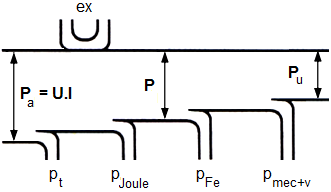 ex
Pa = U.I
P
Pu
pt
pJoule
pFe
pmec+v